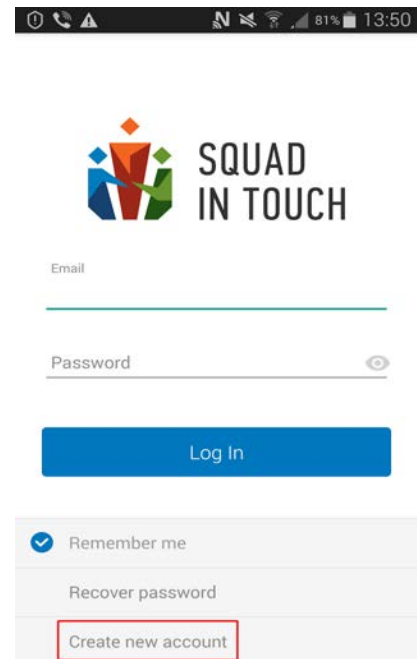 81% 13:50
SQUAD
IN TOUCH
Email
Password
Log In
Remember me
Recover password
Create new account